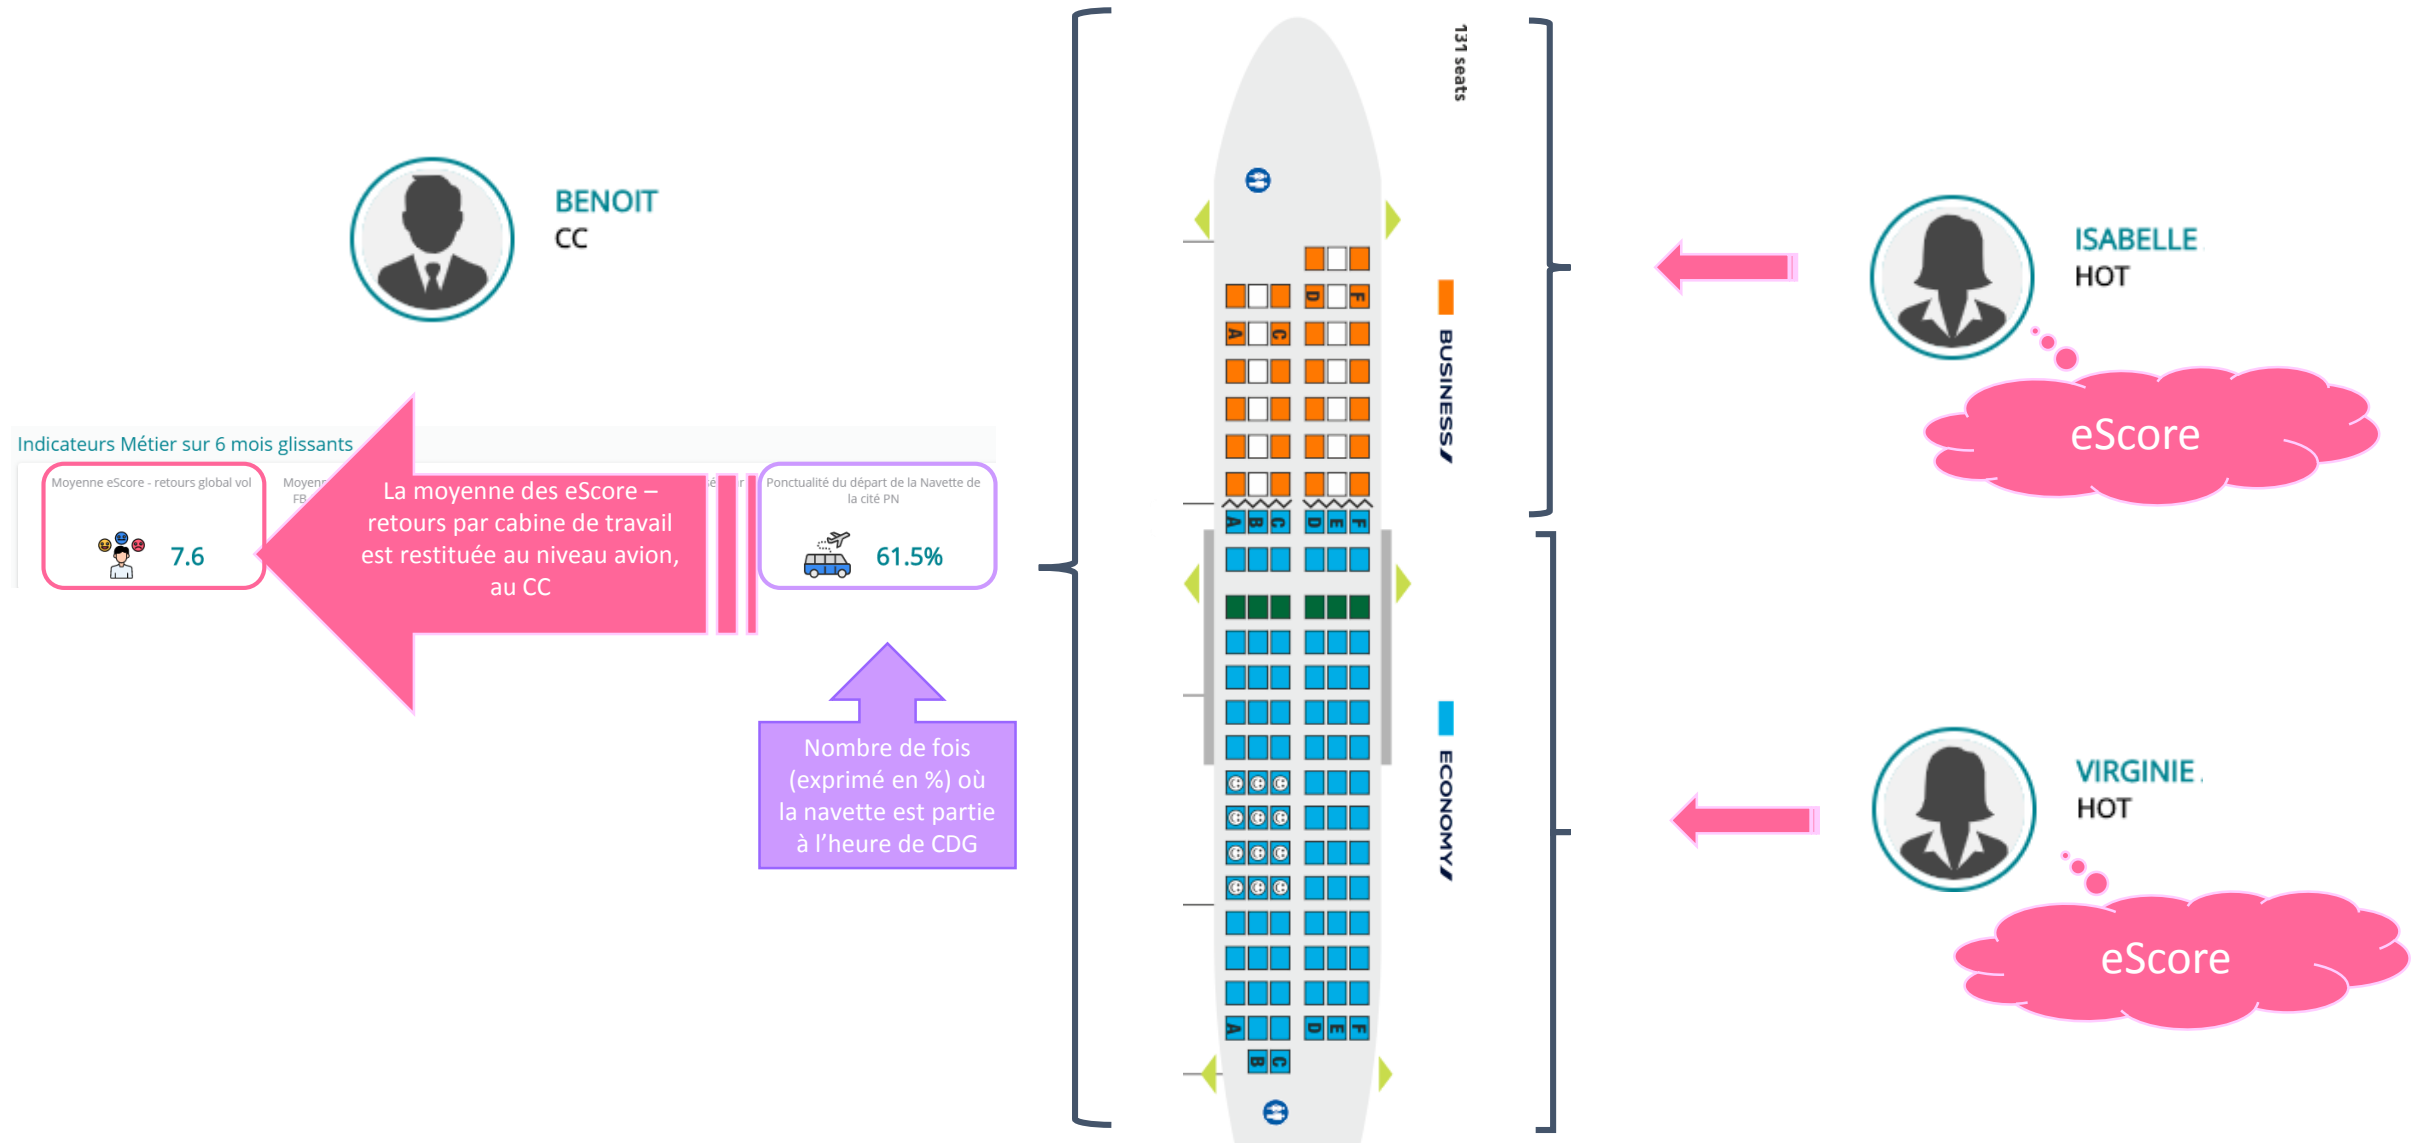 BENOIT
CC
Indicateurs Métier sur 6 mois glissants
Moyenne eScore - retours global vol
7.6
La moyenne des eScore –
retours par cabine de travail
est restituée au niveau avion,
au CC
Ponctualité du départ de la Navette de
la cité PN
61.5%
Nombre de fois
(exprimé en %) où
la navette est partie
à l’heure de CDG
131 seats
D F
A C
A B C D E F
A D E F
B C
BUSINESS
ECONOMY
ISABELLE
HOT
eScore
VIRGINIE
HOT
eScore